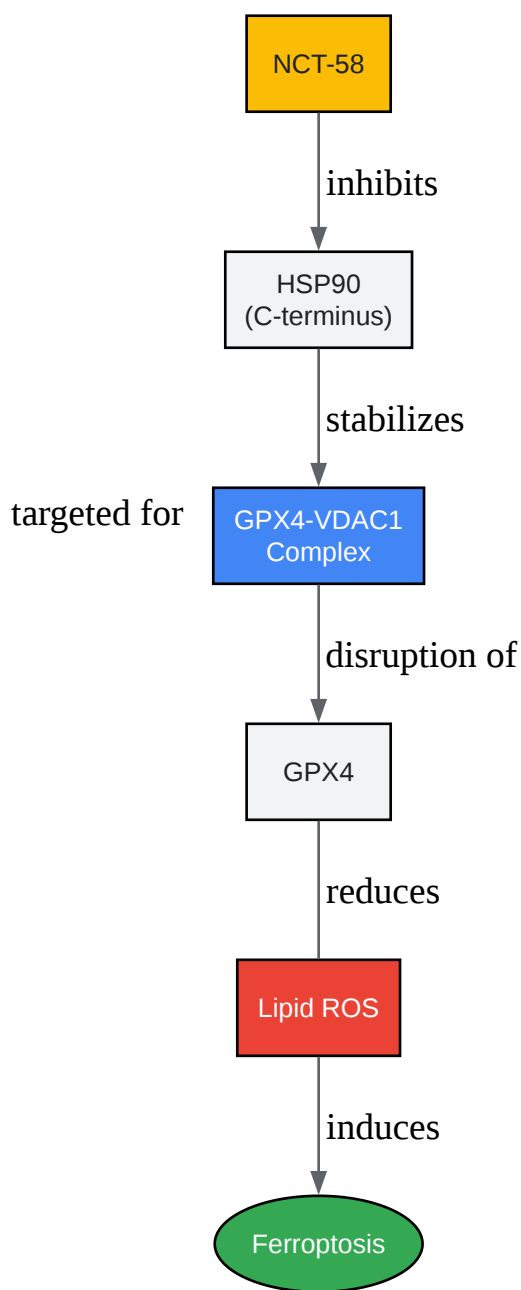 NCT-58
inhibits
HSP90
(C-terminus)
stabilizes
targeted for
GPX4-VDAC1
Complex
disruption of
GPX4
reduces
Lipid ROS
induces
Ferroptosis